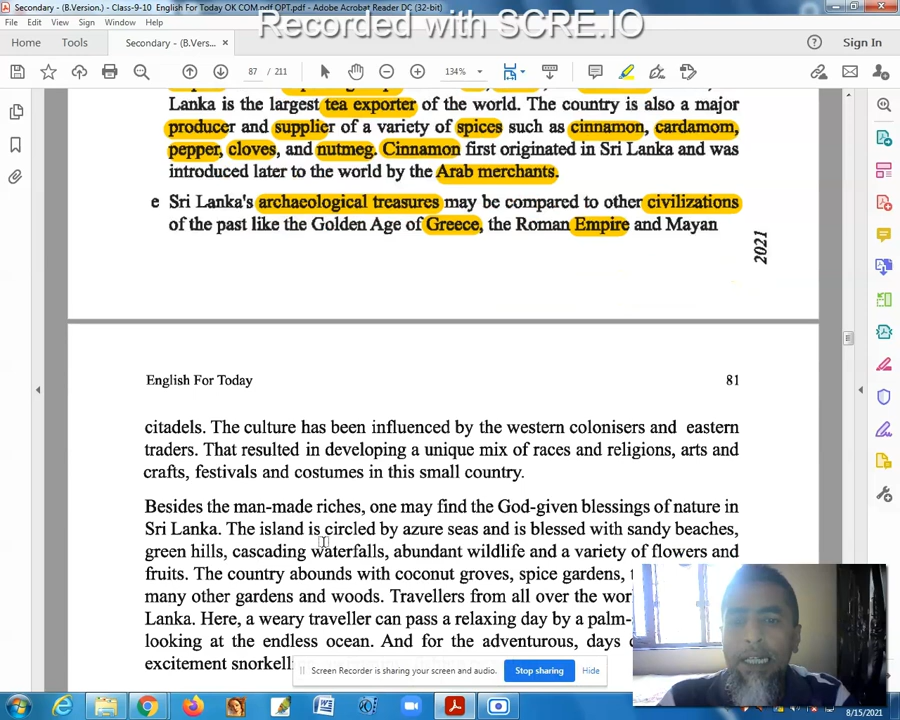 Secondary - (B.Version.) - Class-9-10 English For Today OK COM.pdf OPT.pdf - Adobe Acrobat Reader DC (32-bit)
File Edit View Sign Window Help
Recorded with SCRE.IO
Home Tools Secondary - (B.Vers... × Sign In
87 / 211 134%
Lanka is the largest tea exporter of the world. The country is also a major
producer and supplier of a variety of spices such as cinnamon, cardamom,
pepper, cloves, and nutmeg. Cinnamon first originated in Sri Lanka and was
introduced later to the world by the Arab merchants.
e Sri Lanka's archaeological treasures may be compared to other civilizations
of the past like the Golden Age of Greece, the Roman Empire and Mayan
2021
English For Today 81
citadels. The culture has been influenced by the western colonisers and eastern
traders. That resulted in developing a unique mix of races and religions, arts and
crafts, festivals and costumes in this small country.
Besides the man-made riches, one may find the God-given blessings of nature in
Sri Lanka. The island is circled by azure seas and is blessed with sandy beaches,
green hills, cascading waterfalls, abundant wildlife and a variety of flowers and
fruits. The country abounds with coconut groves, spice gardens,
many other gardens and woods. Travellers from all over the
Lanka. Here, a weary traveller can pass a relaxing day by a palm-
looking at the endless ocean. And for the adventurous, days
excitement
Screen Recorder is sharing your screen and audio. Stop sharing Hide
8/15/2021